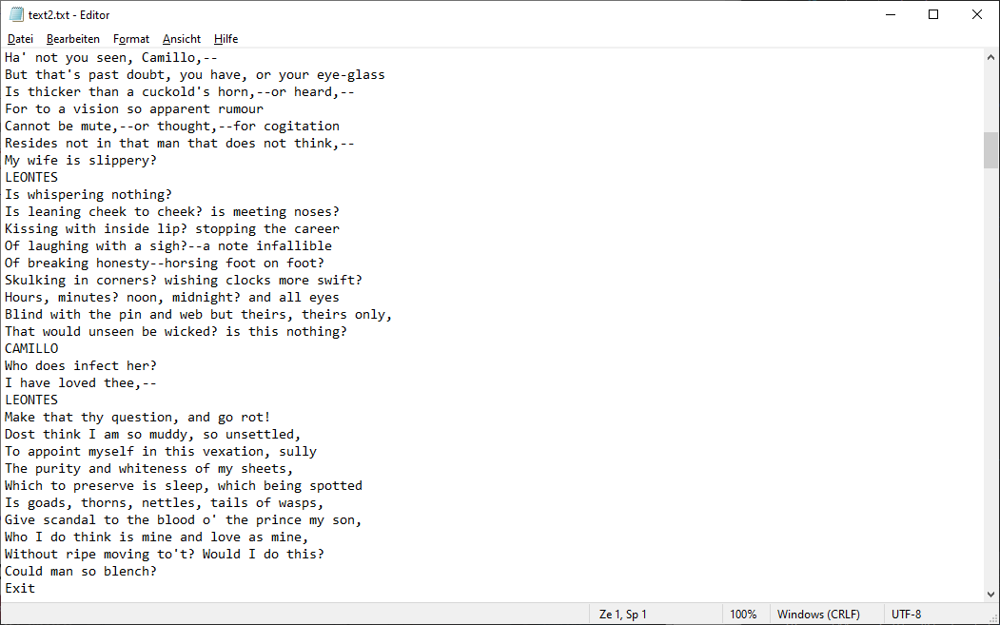 text2.txt - Editor
Datei Bearbeiten Format Ansicht Hilfe
Ha' not you seen, Camillo,--
But that's past doubt, you have, or your eye-glass
Is thicker than a cuckold's horn,--or heard,--
For to a vision so apparent rumour
Cannot be mute,--or thought,--for cogitation
Resides not in that man that does not think,--
My wife is slippery?
LEONTES
Is whispering nothing?
Is leaning cheek to cheek? is meeting noses?
Kissing with inside lip? stopping the career
Of laughing with a sigh?--a note infallible
Of breaking honesty--horsing foot on foot?
Skulking in corners? wishing clocks more swift?
Hours, minutes? noon, midnight? and all eyes
Blind with the pin and web but theirs, theirs only,
That would unseen be wicked? is this nothing?
CAMILLO
Who does infect her?
I have loved thee,--
LEONTES
Make that thy question, and go rot!
Dost think I am so muddy, so unsettled,
To appoint myself in this vexation, sully
The purity and whiteness of my sheets,
Which to preserve is sleep, which being spotted
Is goads, thorns, nettles, tails of wasps,
Give scandal to the blood o' the prince my son,
Who I do think is mine and love as mine,
Without ripe moving to't? Would I do this?
Could man so blench?
Exit
Ze 1, Sp 1 100% Windows (CRLF) UTF-8